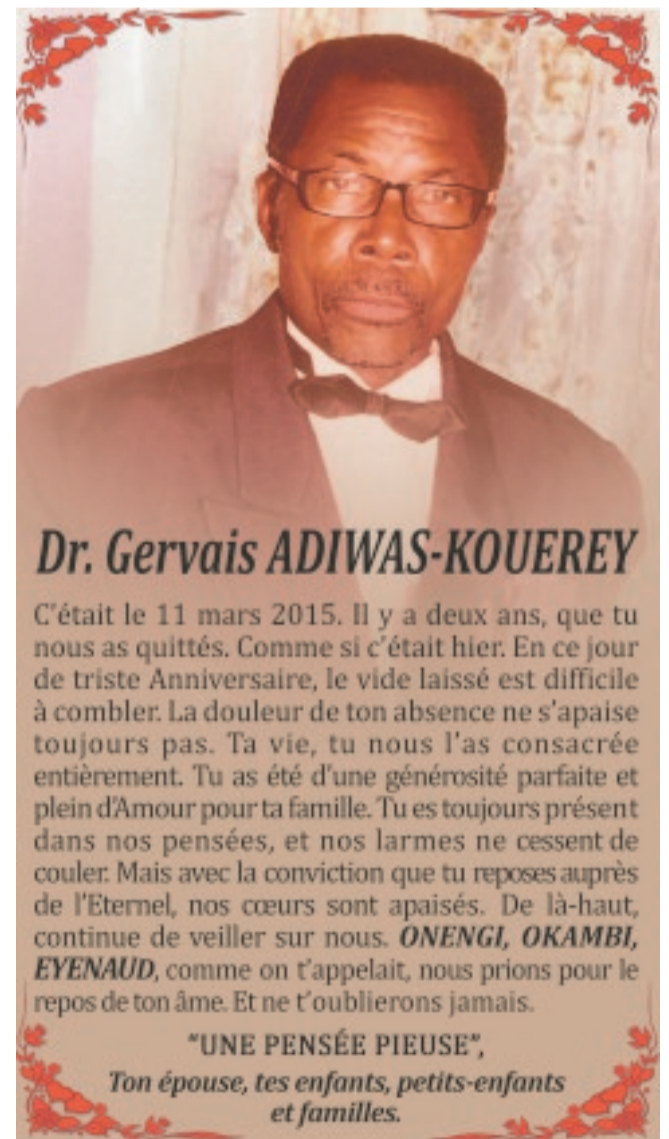 Dr. Gervais ADIWAS-KOUEREY
C'était le 11 mars 2015. Il y a deux ans, que tu
nous as quittés. Comme si c'était hier. En ce jour
de triste Anniversaire, le vide laissé est difficile
à combler. La douleur de ton absence ne s'apaise
toujours pas. Ta vie, tu nous l'as consacrée
entièrement. Tu as été d'une générosité parfaite et
plein d'Amour pour ta famille. Tu es toujours présent
dans nos pensées, et nos larmes ne cessent de
couler. Mais avec la conviction que tu reposes auprès
de l'Eternel, nos cœurs sont apaisés. De là-haut,
continue de veiller sur nous. ONENGI, OKAMBI,
EYENAUD, comme on t'appelait, nous prions pour le
repos de ton âme. Et ne t'oublierons jamais.
"UNE PENSÉE PIEUSE",
Ton épouse, tes enfants, petits-enfants
et familles.